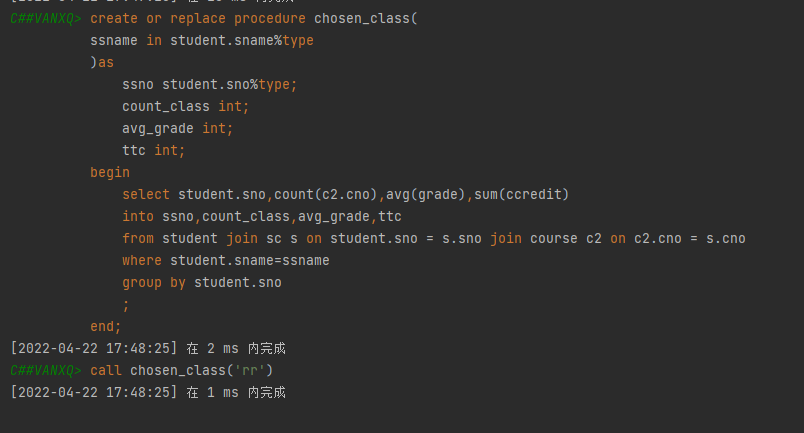 C##VANXQ> create or replace procedure chosen_class(
ssname in student.sname%type
)as
ssno student.sno%type;
count_class int;
avg_grade int;
ttc int;
begin
select student.sno,count(c2.cno),avg(grade),sum(ccredit)
into ssno,count_class,avg_grade,ttc
from student join sc s on student.sno = s.sno join course c2 on c2.cno = s.cno
where student.sname=ssname
group by student.sno
;
end;
[2022-04-22 17:48:25] 在 2 ms 内完成
C##VANXQ> call chosen_class('rr')
[2022-04-22 17:48:25] 在 1 ms 内完成